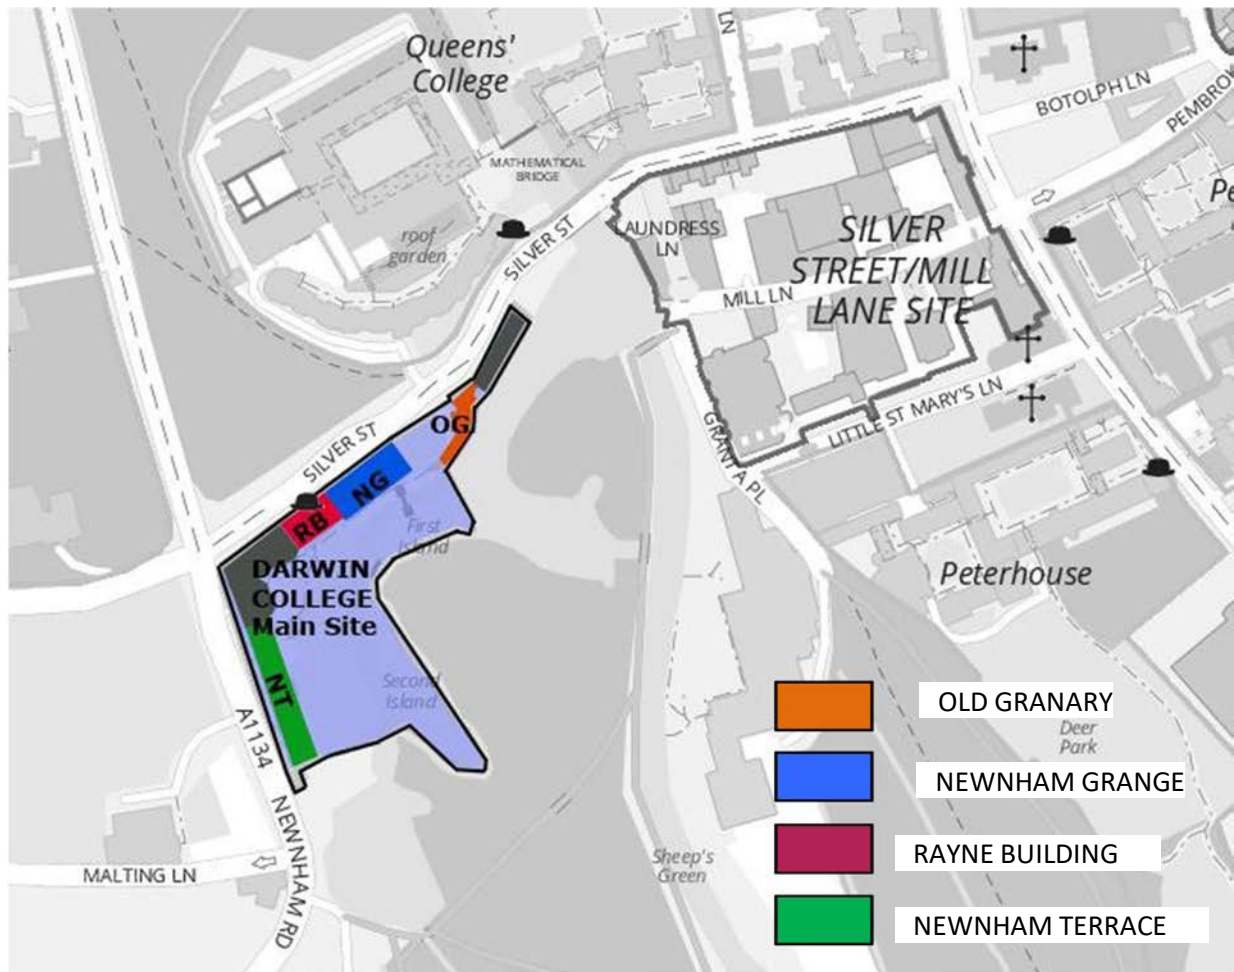 Queens'
College
LN
BOTOLPH LN
PEMBROK
MATHEMATICAL
BRIDGE
Pe
roof
garden
SILVER ST
LAUNDRESS
LN
SILVER
STREET/MILL
LANE SITE
MILL LN
SILVER ST
OG
GRANTA PL
LITTLE ST MARY'S LN
NG
RB
First
Island
DARWIN
COLLEGE
Main Site
Peterhouse
NT
Second
Island
A1134
OLD GRANARY
Deer
Park
NEWNHAM GRANGE
NEWNHAM RD
MALTING LN
Sheep's
Green
RAYNE BUILDING
NEWNHAM TERRACE